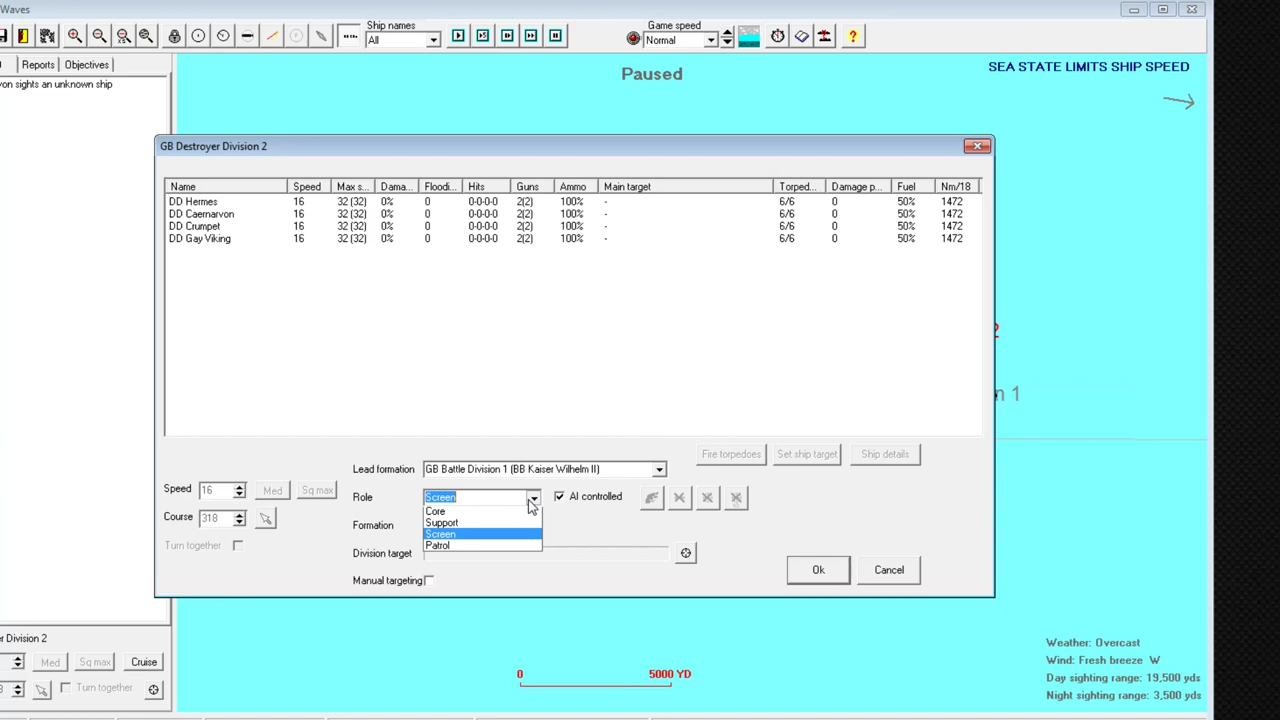 Waves
Ship names
All
Game speed
Normal
Reports Objectives
von sights an unknown ship
Paused
SEA STATE LIMITS SHIP SPEED
GB Destroyer Division 2
Name Speed Max s... Dama... Floodi... Hits Guns Ammo Main target Torped... Damage p... Fuel Nm/18
DD Hermes 16 32 (32) 0% 0 0-0-0-0 2(2) 100% - 6/6 0 50% 1472
DD Caernarvon 16 32 (32) 0% 0 0-0-0-0 2(2) 100% - 6/6 0 50% 1472
DD Crumpet 16 32 (32) 0% 0 0-0-0-0 2(2) 100% - 6/6 0 50% 1472
DD Gay Viking 16 32 (32) 0% 0 0-0-0-0 2(2) 100% - 6/6 0 50% 1472
2
n 1
Fire torpedoes Set ship target Ship details
Lead formation GB Battle Division 1 (BB Kaiser Wilhelm II)
Speed 16 Med Sq max
Role Screen AI controlled
Core
Support
Screen
Patrol
Course 318
Formation
Turn together
Division target
Manual targeting
Ok Cancel
er Division 2
Med Sq max Cruise
Turn together
0 5000 YD
Weather: Overcast
Wind: Fresh breeze W
Day sighting range: 19,500 yds
Night sighting range: 3,500 yds